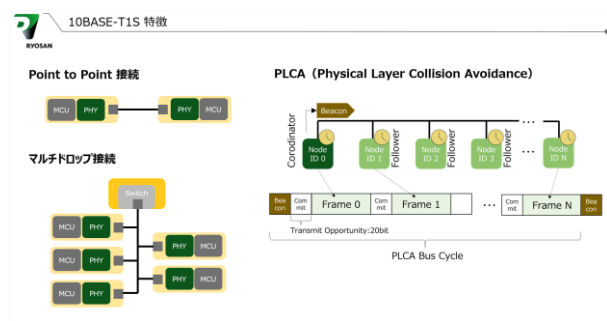 10BASE-T1S 特徴
RYOSAN
Point to Point 接続
MCU PHY PHY MCU
マルチドロップ接続
Switch
MCU PHY
PHY MCU
MCU PHY
PHY MCU
MCU PHY
PLCA（Physical Layer Collision Avoidance）
Beacon
Corodinator
Node
ID 0
Node
ID 1
Follower
Node
ID 2
Follower
Node
ID 3
Follower
...
Node
ID N
Bea
con
Com
mit
Frame 0
Com
mit
Frame 1
...
Com
mit
Frame N
Bea
con
Transmit Opportunity:20bit
PLCA Bus Cycle